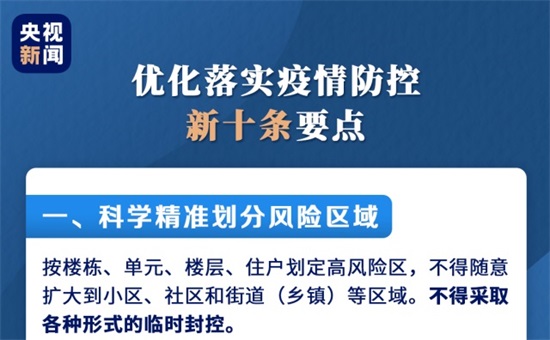 央视
新闻
优化落实疫情防控
新十条要点
一、科学精准划分风险区域
按楼栋、单元、楼层、住户划定高风险区，不得随意
扩大到小区、社区和街道（乡镇）等区域。不得采取
各种形式的临时封控。